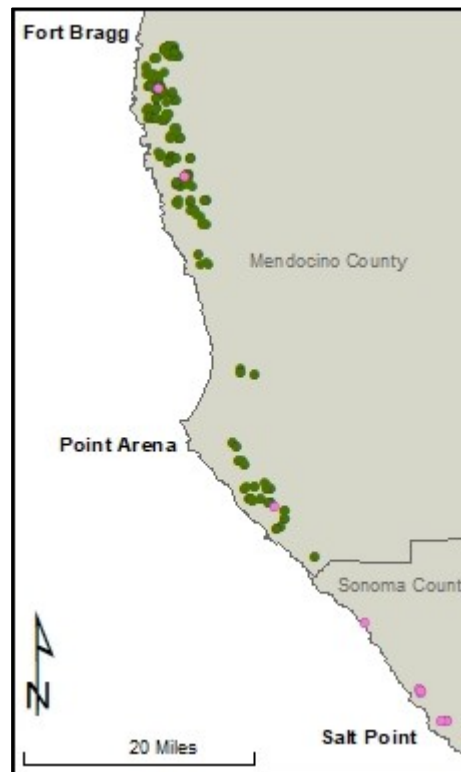 Fort Bragg
Mendocino County
Point Arena
Sonoma Count
N
Salt Point
20 Miles